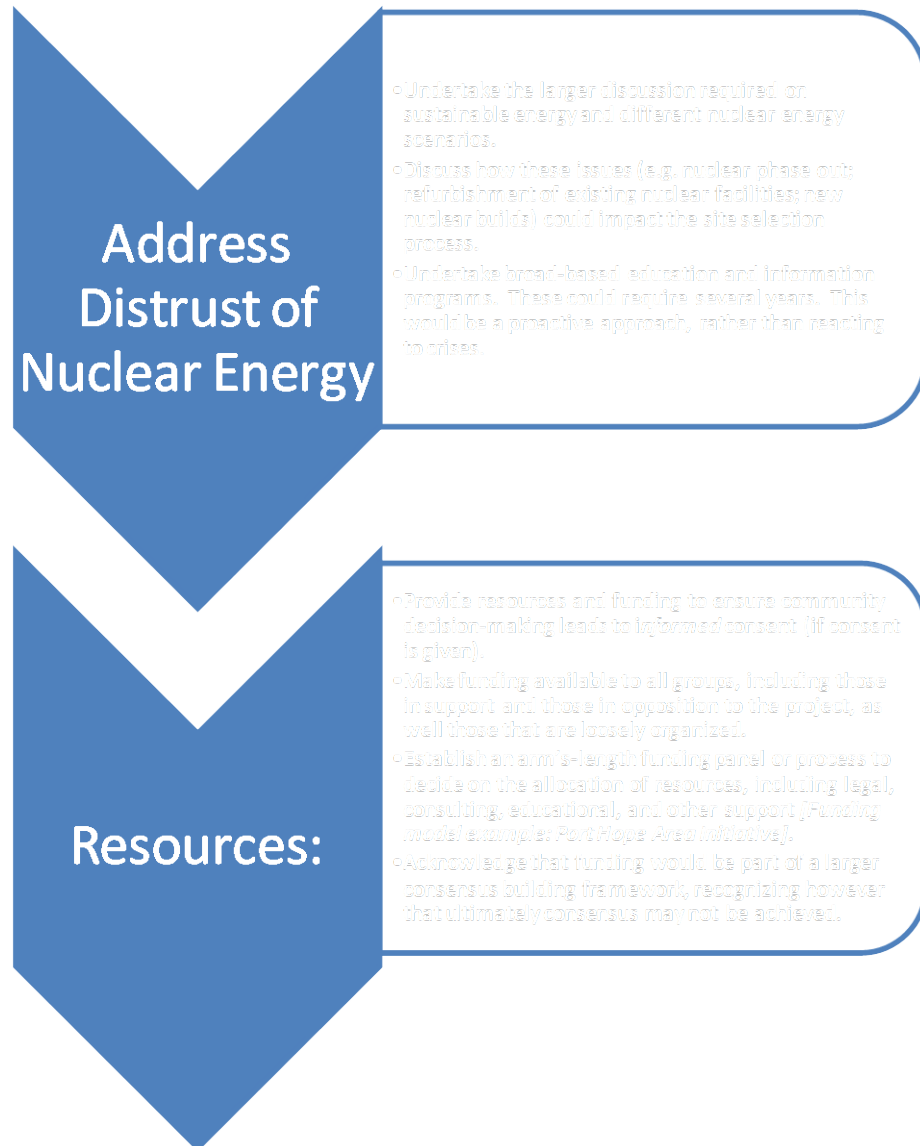 Address
Distrust of
Nuclear Energy
•Undertake the larger discussion required on
sustainable energy and different nuclear energy
scenarios.
•Discuss how these issues (e.g. nuclear phase out;
refurbishment of existing nuclear facilities; new
nuclear builds) could impact the site selection
process.
•Undertake broad-based education and information
programs. These could require several years. This
would be a proactive approach, rather than reacting
to crises.
Resources:
•Provide resources and funding to ensure community
decision-making leads to informed consent (if consent
is given).
•Make funding available to all groups, including those
in support and those in opposition to the project, as
well those that are loosely organized.
•Establish an arm's-length funding panel or process to
decide on the allocation of resources, including legal,
consulting, educational, and other support [Funding
model example: Port Hope Area Initiative].
•Acknowledge that funding would be part of a larger
consensus building framework, recognizing however
that ultimately consensus may not be achieved.